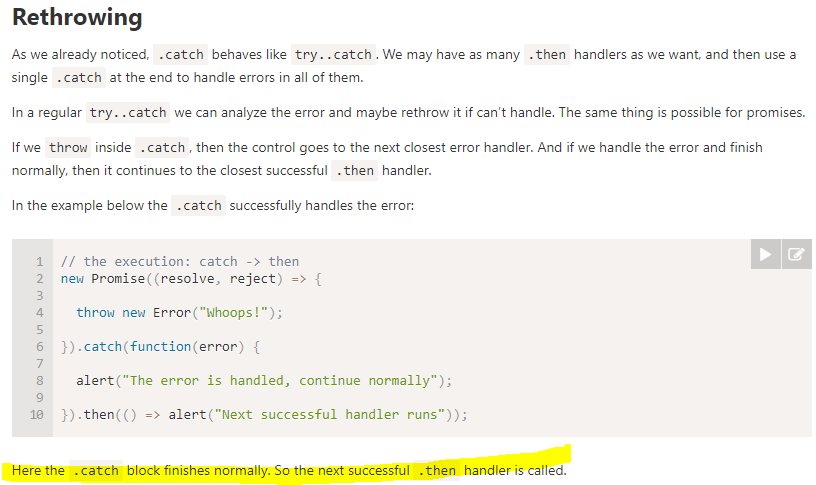 Rethrowing
As we already noticed, .catch behaves like try..catch. We may have as many .then handlers as we want, and then use a
single .catch at the end to handle errors in all of them.
In a regular try..catch we can analyze the error and maybe rethrow it if can’t handle. The same thing is possible for promises.
If we throw inside .catch, then the control goes to the next closest error handler. And if we handle the error and finish
normally, then it continues to the closest successful .then handler.
In the example below the .catch successfully handles the error:
1 // the execution: catch -> then
2 new Promise((resolve, reject) => {
3
4 throw new Error("Whoops!");
5
6 }).catch(function(error) {
7
8 alert("The error is handled, continue normally");
9
10 }).then(() => alert("Next successful handler runs"));
Here the .catch block finishes normally. So the next successful .then handler is called.